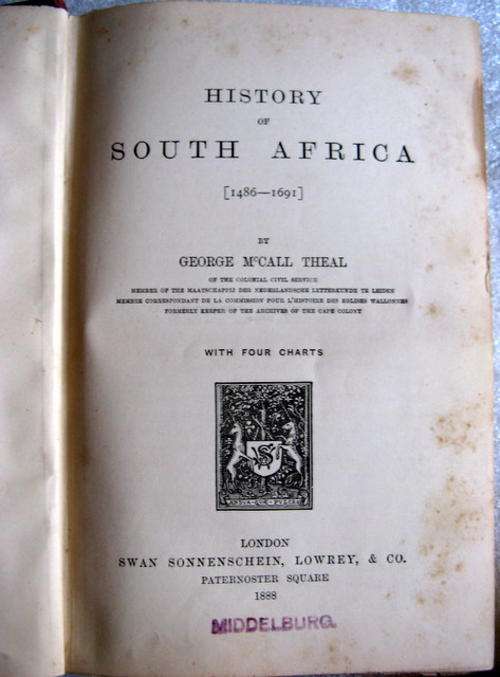 HISTORY
OF
SOUTH AFRICA
[1486—1691]
BY
GEORGE McCALL THEAL
OF THE COLONIAL CIVIL SERVICE
MEMBER OF THE MAATSCHAPPIJ DER NEDERLANDSCHE LETTERKUNDE TE LEIDEN
MEMBRE CORRESPONDANT DE LA COMMISSION POUR L'HISTOIRE DES EGLISES WALLONNES
FORMERLY KEEPER OF THE ARCHIVES OF THE CAPE COLONY
WITH FOUR CHARTS
LONDON
SWAN SONNENSCHEIN, LOWREY, & CO.
PATERNOSTER SQUARE
1888
MIDDELBURG.